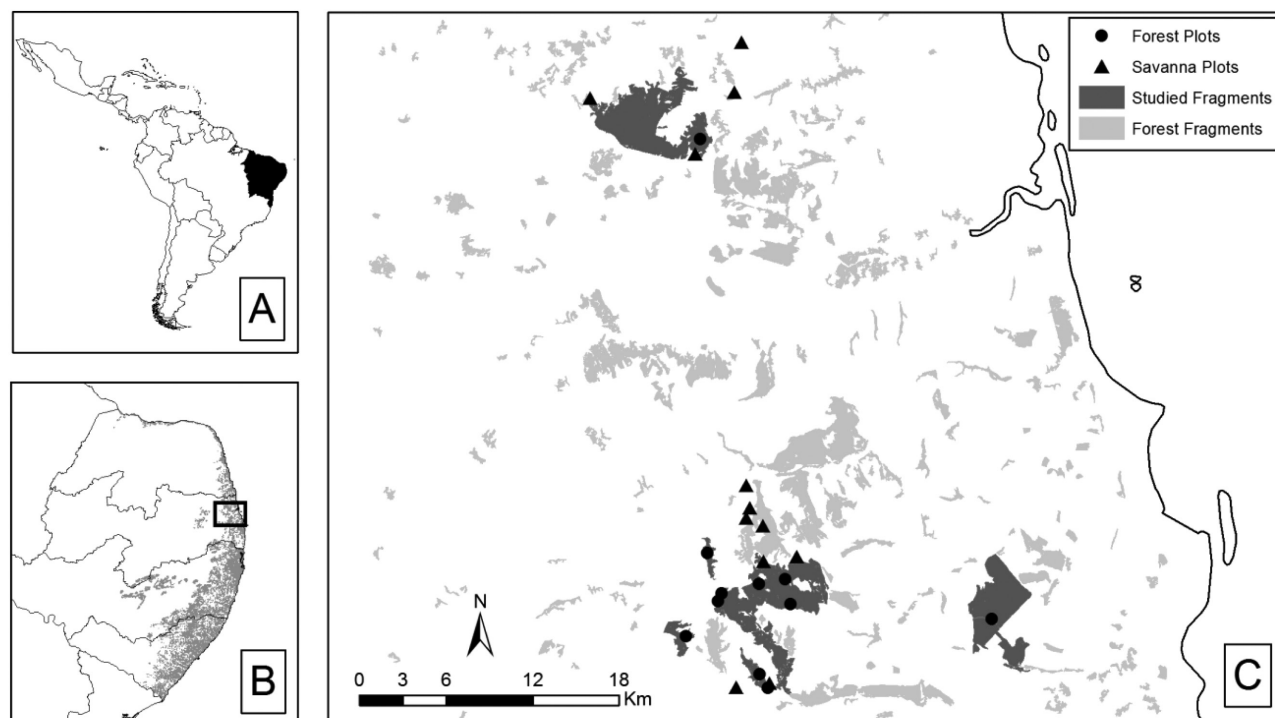 A
B
Forest Plots
Savanna Plots
Studied Fragments
Forest Fragments
N
0 3 6 12 18
Km
C